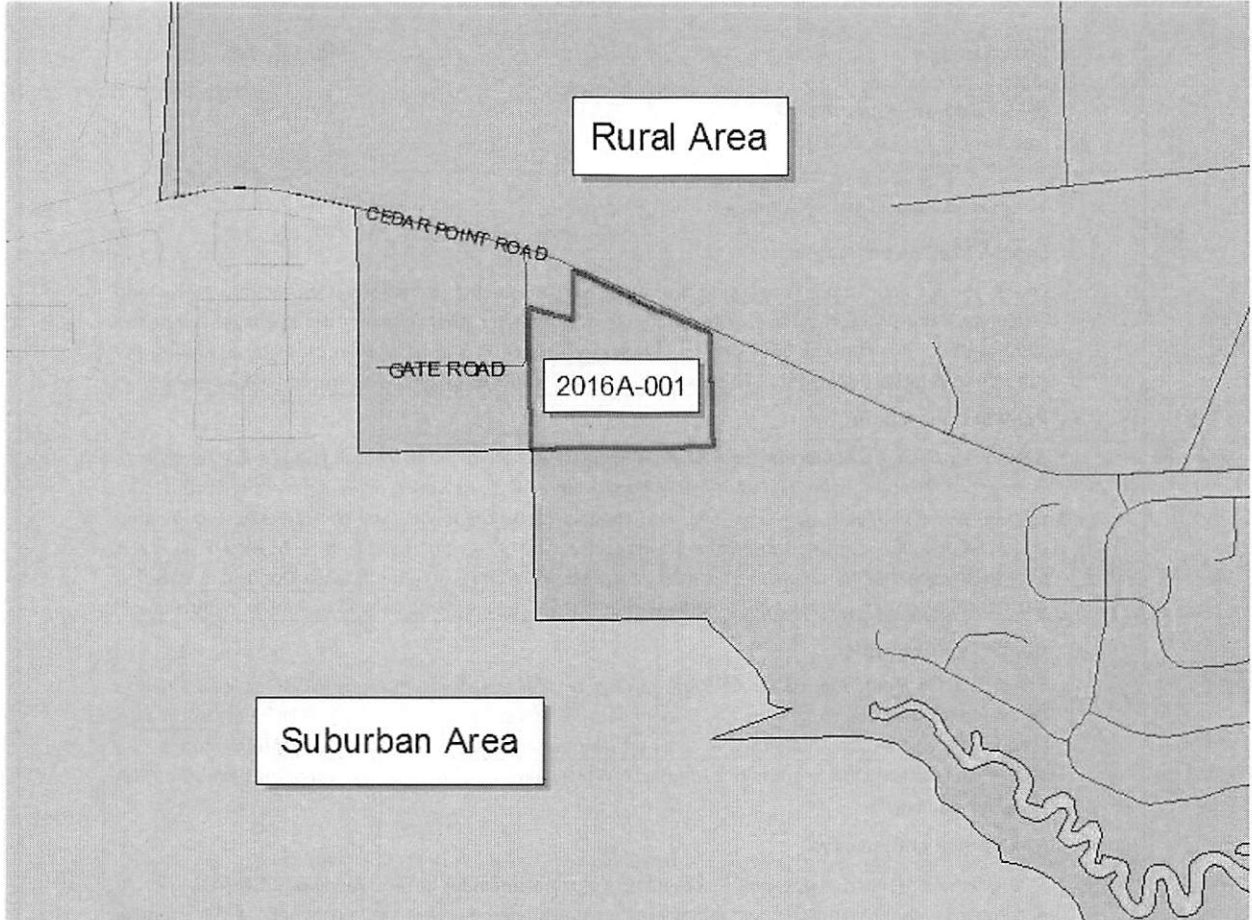 Rural Area
CEDAR POINT ROAD
GATE ROAD
2016A-001
Suburban Area